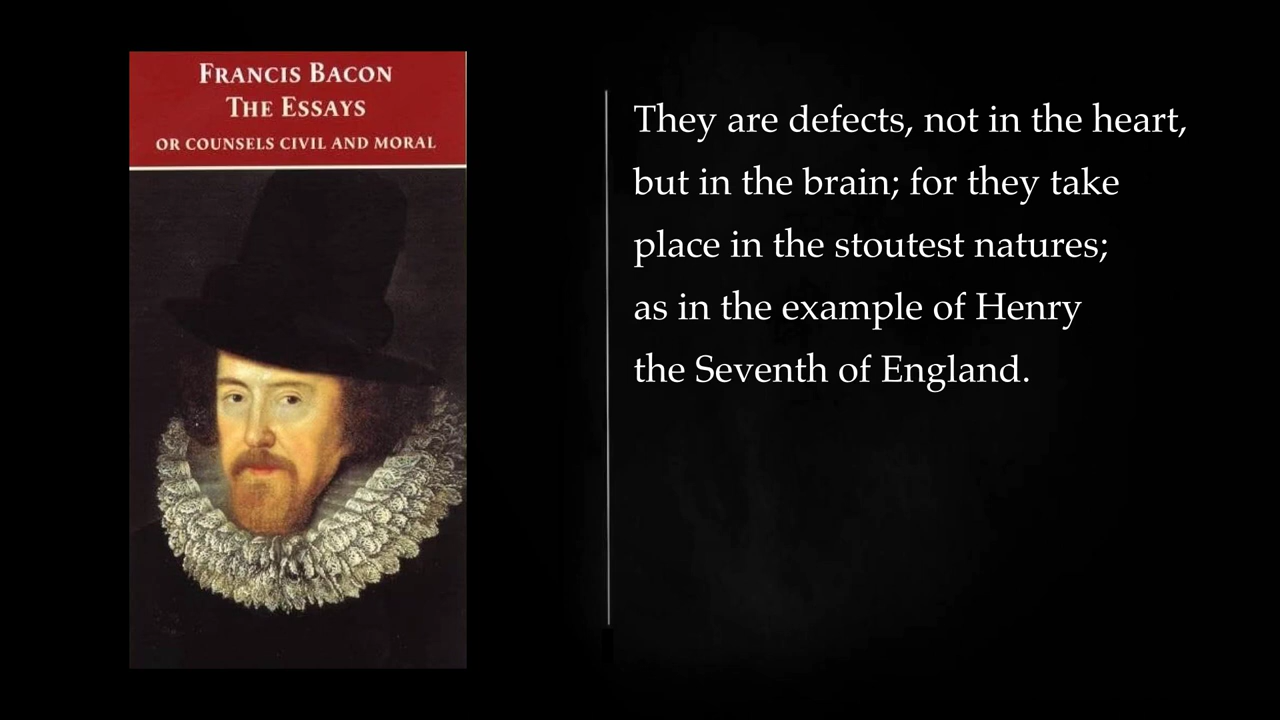 FRANCIS BACON
THE ESSAYS
OR COUNSELS CIVIL AND MORAL
They are defects, not in the heart,
but in the brain; for they take
place in the stoutest natures;
as in the example of Henry
the Seventh of England.